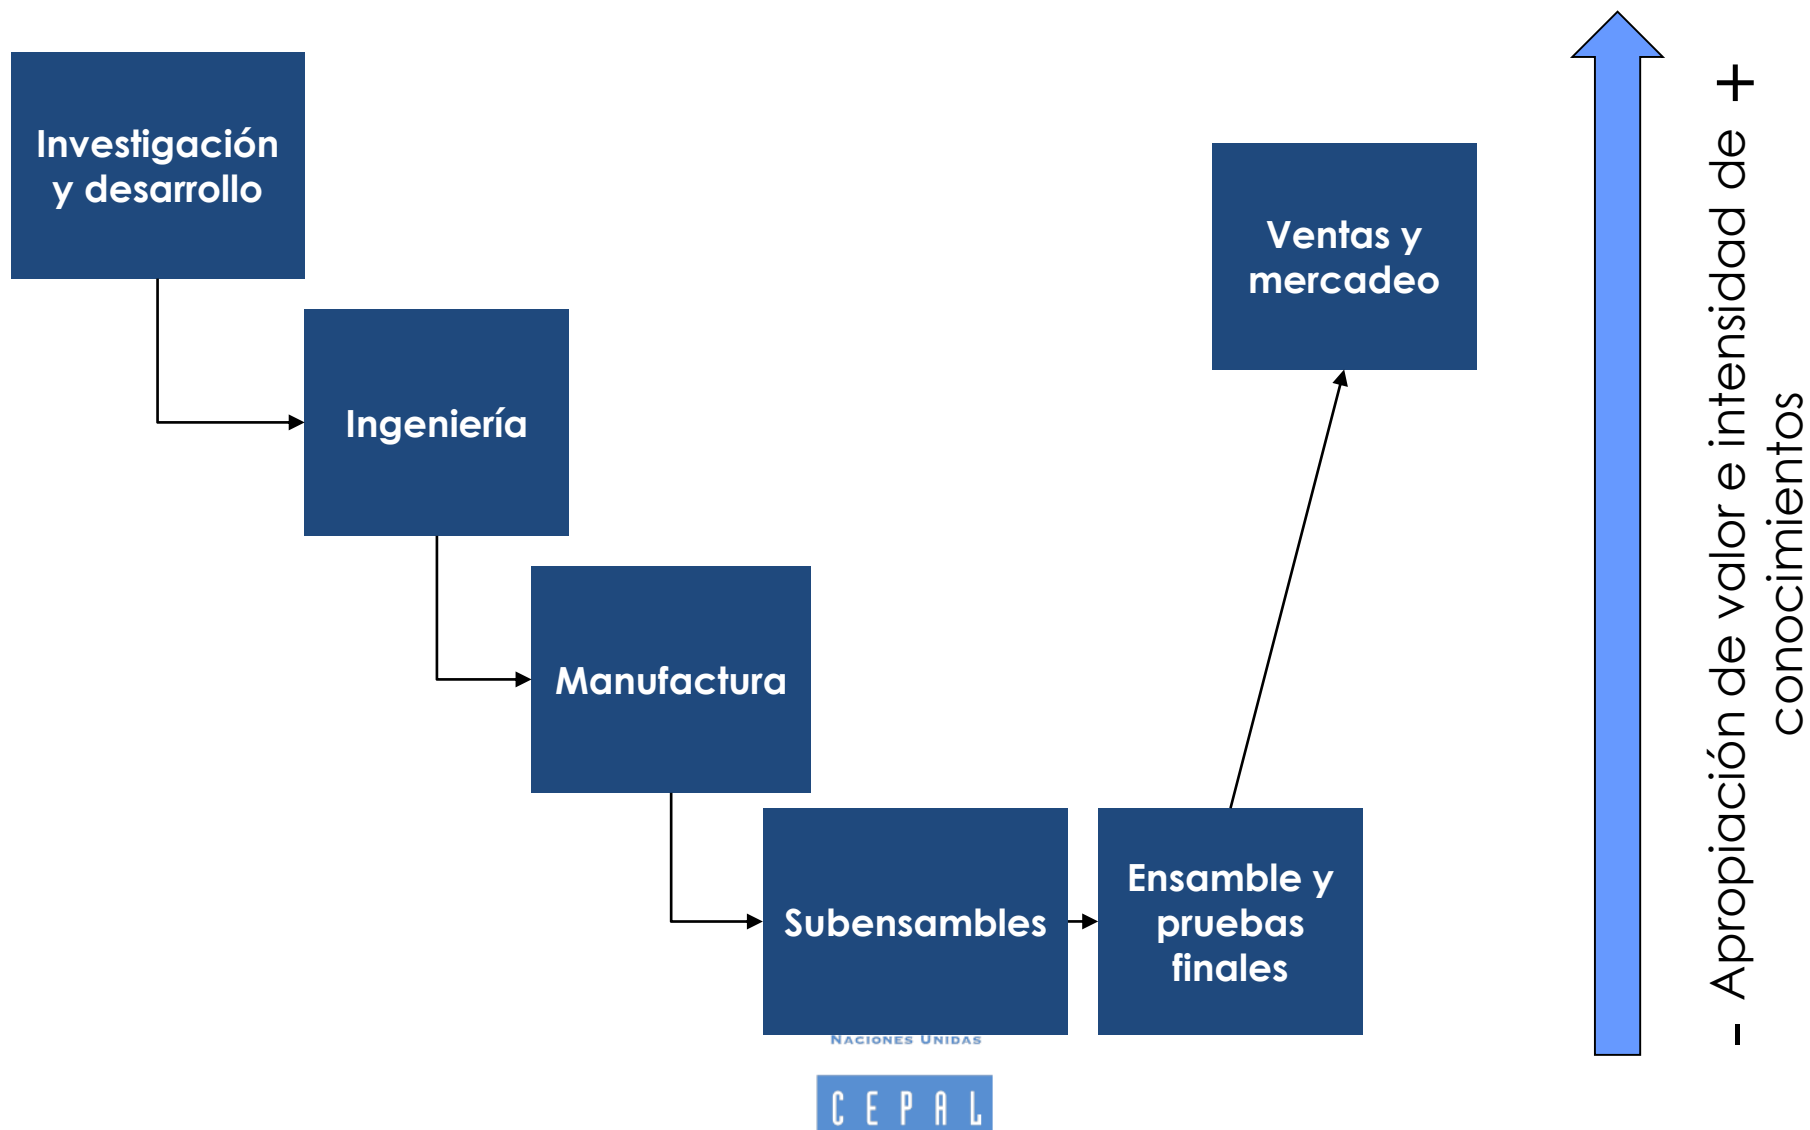 Investigación
y desarrollo
Ventas y
mercadeo
Ingeniería
Manufactura
Subensambles
Ensamble y
pruebas
finales
- Apropiación de valor e intensidad de +
conocimientos
NACIONES UNIDAS
CEPAL